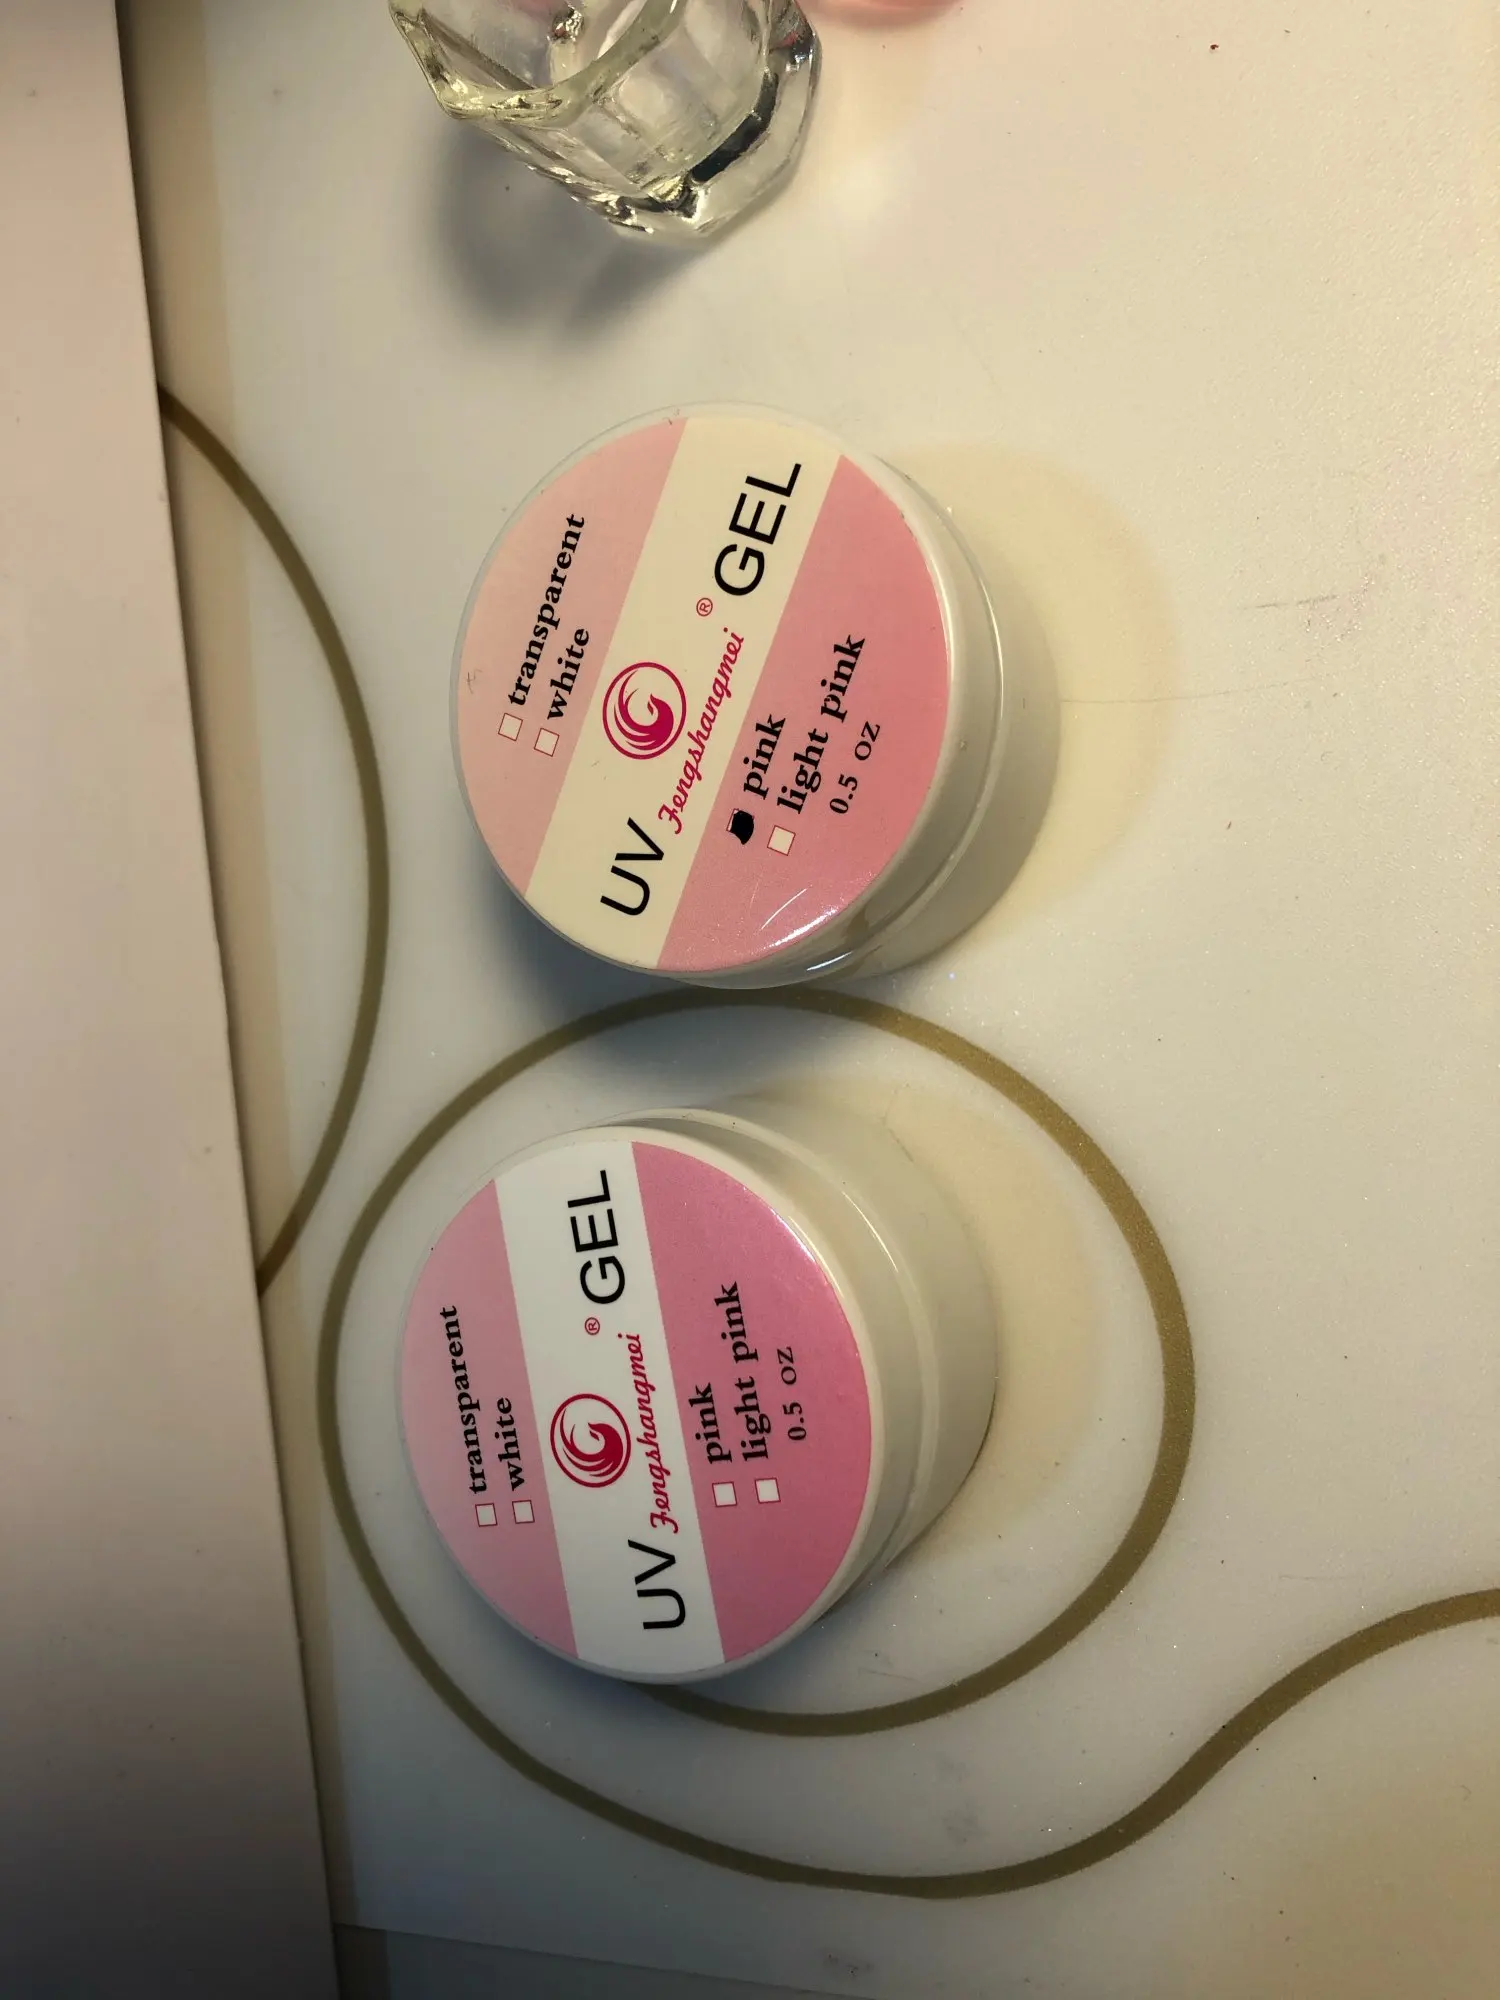 transparent
white
UV Fengshangmei® GEL
pink
light pink
0.5 OZ
transparent
white
UV Fengshangmei® GEL
pink
light pink
0.5 OZ